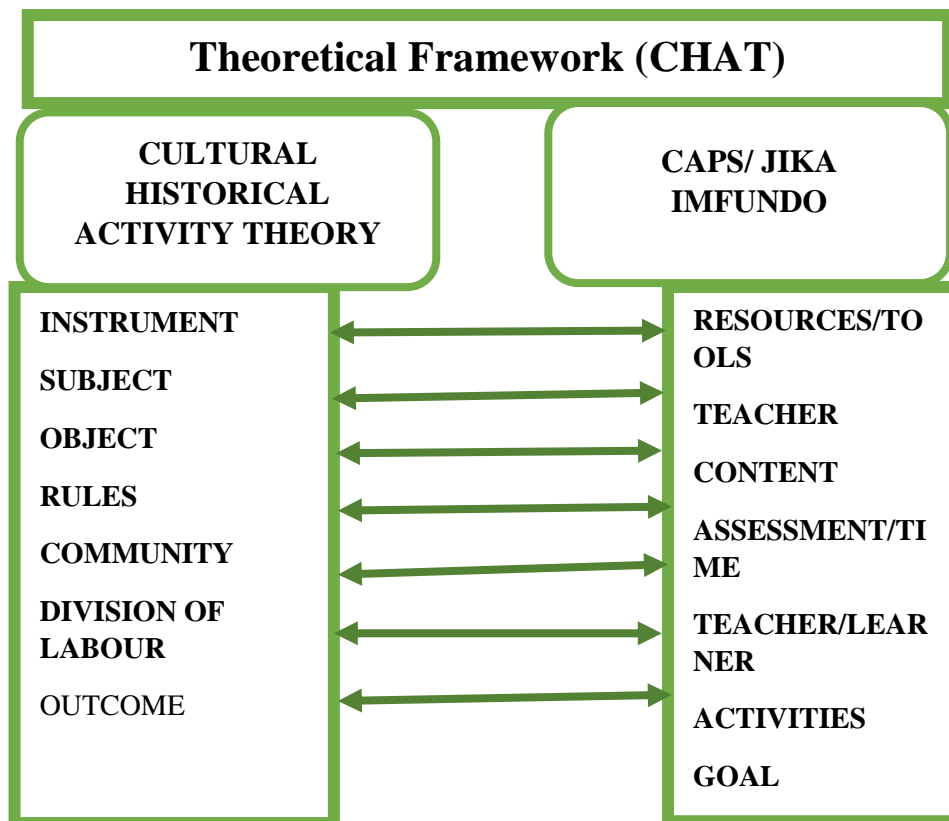 Theoretical Framework (CHAT)
CULTURAL
HISTORICAL
ACTIVITY THEORY
CAPS/ JIKA
IMFUNDO
INSTRUMENT
SUBJECT
OBJECT
RULES
COMMUNITY
DIVISION OF
LABOUR
OUTCOME
RESOURCES/TO
OLS
TEACHER
CONTENT
ASSESSMENT/TI
ME
TEACHER/LEAR
NER
ACTIVITIES
GOAL